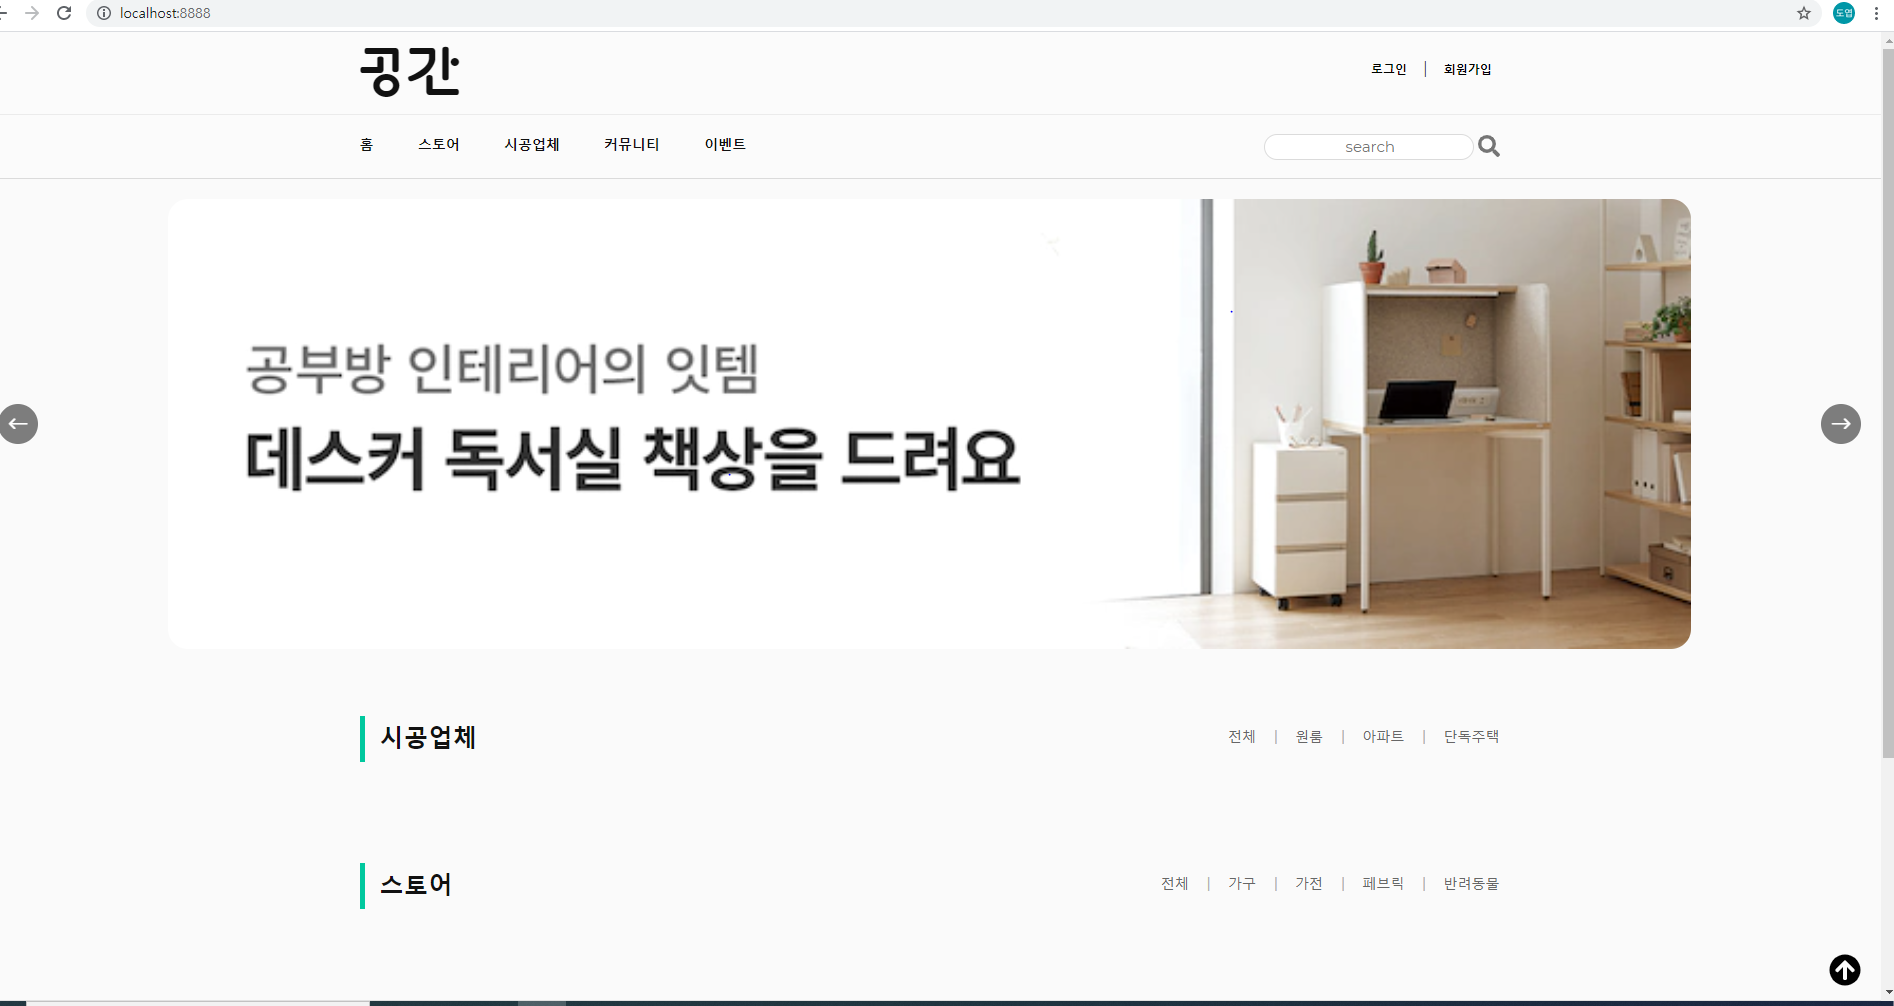 localhost:8888
도엽
공간
로그인 | 회원가입
홈 스토어 시공업체 커뮤니티 이벤트 search
공부방 인테리어의 잇템
데스커 독서실 책상을 드려요
시공업체 전체 | 원룸 | 아파트 | 단독주택
스토어 전체 | 가구 | 가전 | 페브릭 | 반려동물